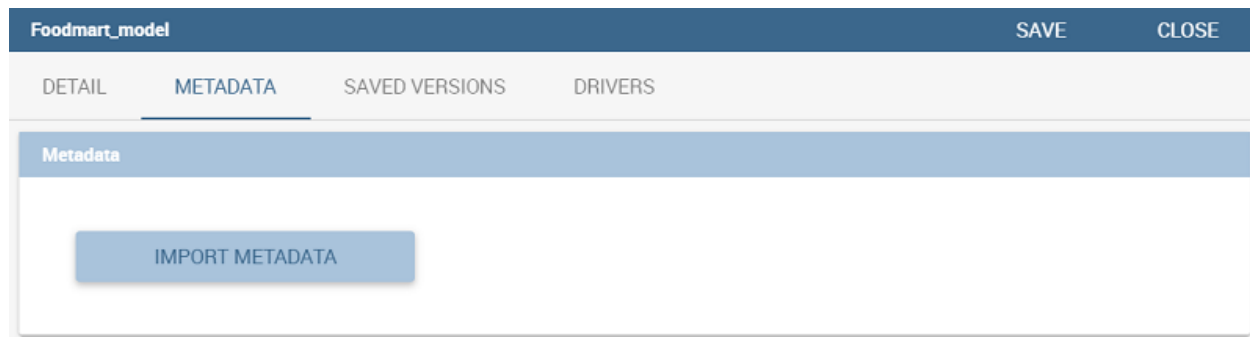 Foodmart_model SAVE CLOSE
DETAIL METADATA SAVED VERSIONS DRIVERS
Metadata
IMPORT METADATA